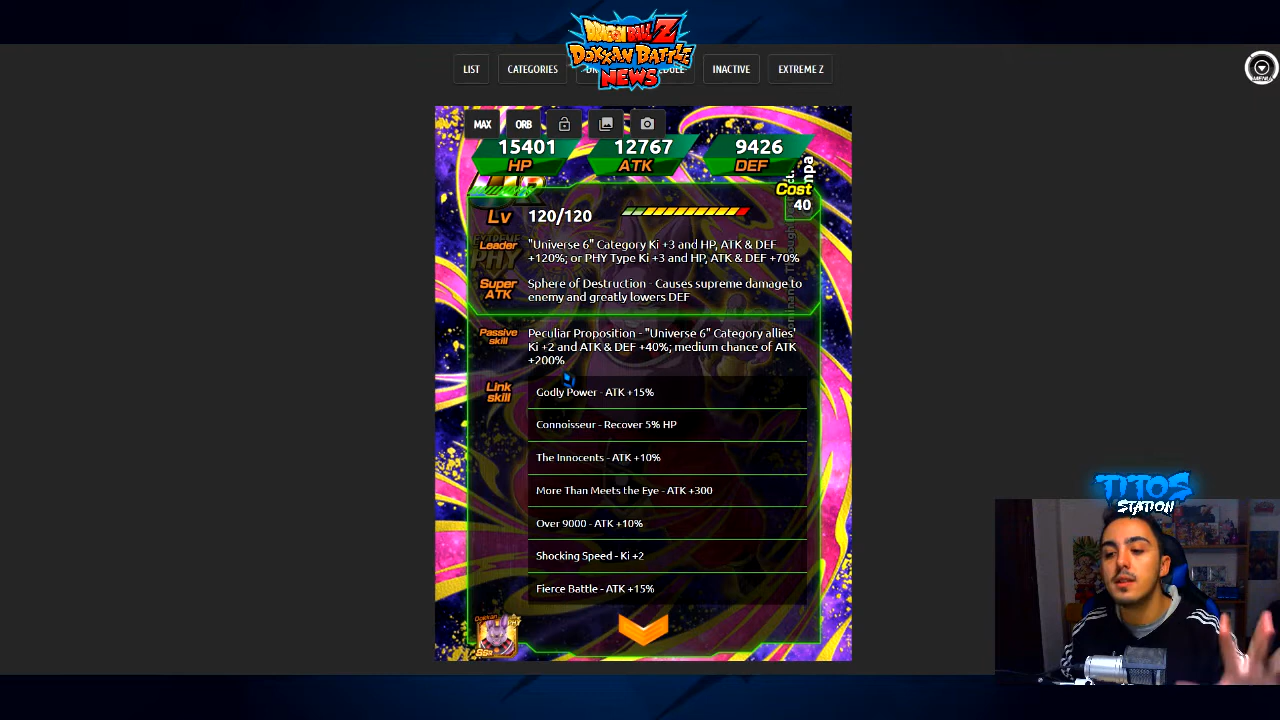 DRAGON BALL Z
DOKKAN BATTLE
NEWS
LIST
CATEGORIES
INACTIVE
EXTREME Z
MAX
ORB
15401
12767
9426
HP
ATK
DEF
Cost
40
Lv
120/120
Leader
"Universe 6" Category Ki +3 and HP, ATK & DEF
+120%; or PHY Type Ki +3 and HP, ATK & DEF +70%
EXTREME
PHY
Super
ATK
Sphere of Destruction - Causes supreme damage to
enemy and greatly lowers DEF
Passive
skill
Peculiar Proposition - "Universe 6" Category allies'
Ki +2 and ATK & DEF +40%; medium chance of ATK
+200%
Link
skill
Godly Power - ATK +15%
Connoisseur - Recover 5% HP
The Innocents - ATK +10%
More Than Meets the Eye - ATK +300
Over 9000 - ATK +10%
Shocking Speed - Ki +2
Fierce Battle - ATK +15%
TITOS
STATION